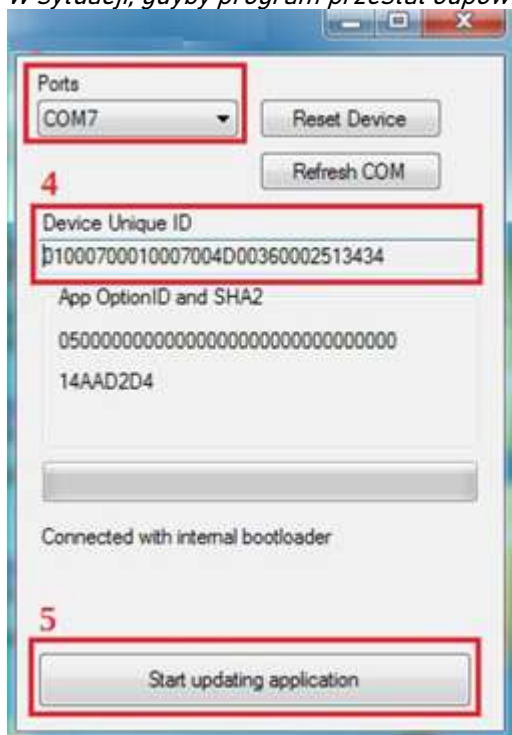 W sytuacji, gdyby program przestał odpow
Ports
COM7
Reset Device
Refresh COM
4
Device Unique ID
01000700010007004D00360002513434
App OptionID and SHA2
05000000000000000000000000000000
14AAD2D4
Connected with internal bootloader
5
Start updating application